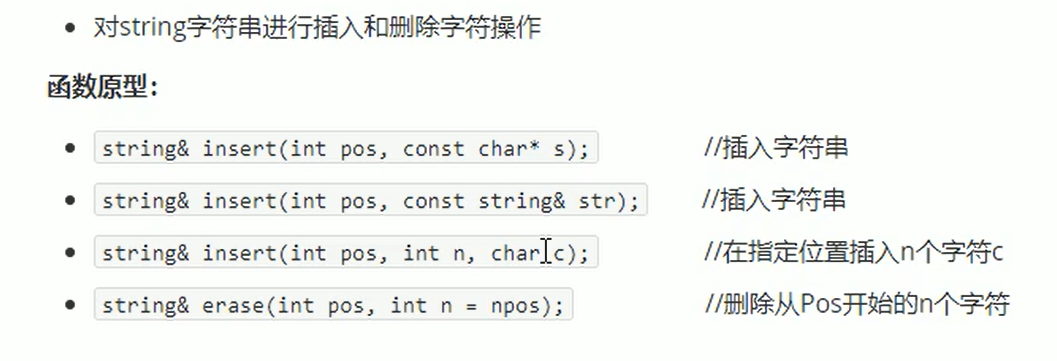 对string字符串进行插入和删除字符操作
函数原型：
string& insert(int pos, const char* s); //插入字符串
string& insert(int pos, const string& str); //插入字符串
string& insert(int pos, int n, char c); //在指定位置插入n个字符c
string& erase(int pos, int n = npos); //删除从Pos开始的n个字符